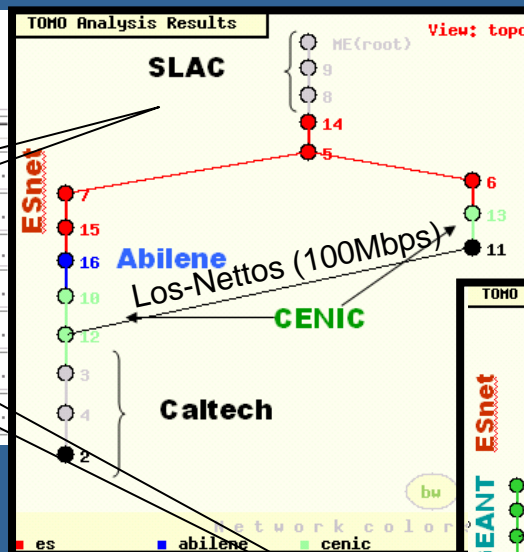 TOMO Analysis Results
View: topo
SLAC
ME(root)
9
8
14
5
ESnet
7
6
15
13
16
Abilene
11
Los-Nettos (100Mbps)
10
CENIC
12
3
Caltech
4
2
bw
Network color
es
abilene
cenic
TOMO
ESnet
EANT